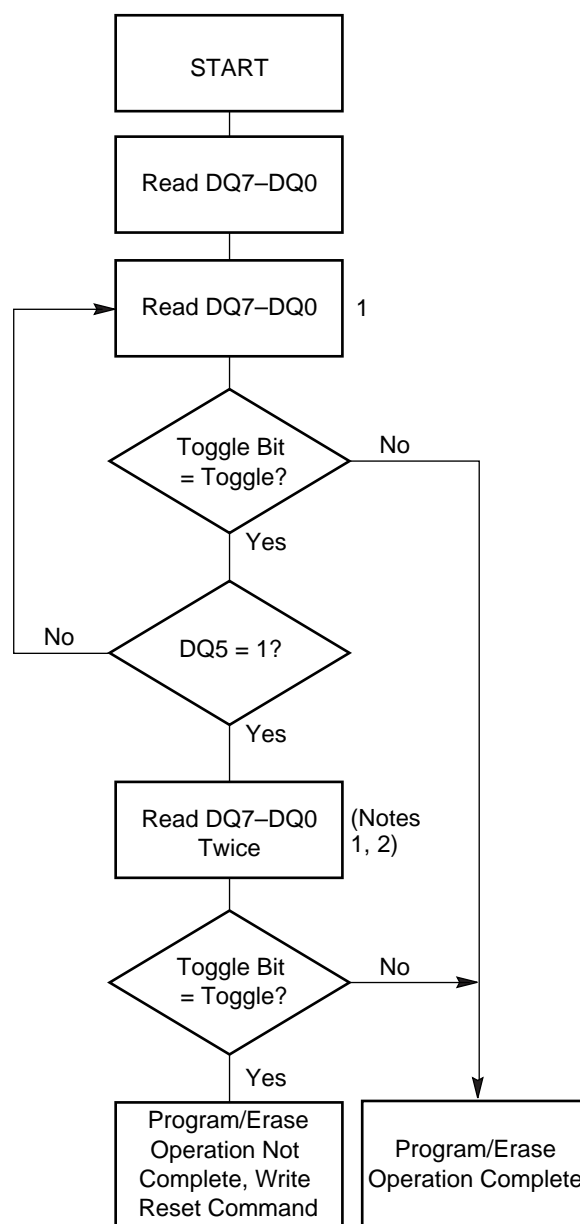 START
Read DQ7–DQ0
Read DQ7–DQ0
1
Toggle Bit
= Toggle?
No
Yes
No
DQ5 = 1?
Yes
Read DQ7–DQ0
Twice
(Notes
1, 2)
Toggle Bit
= Toggle?
No
Yes
Program/Erase
Operation Not
Complete, Write
Reset Command
Program/Erase
Operation Complete